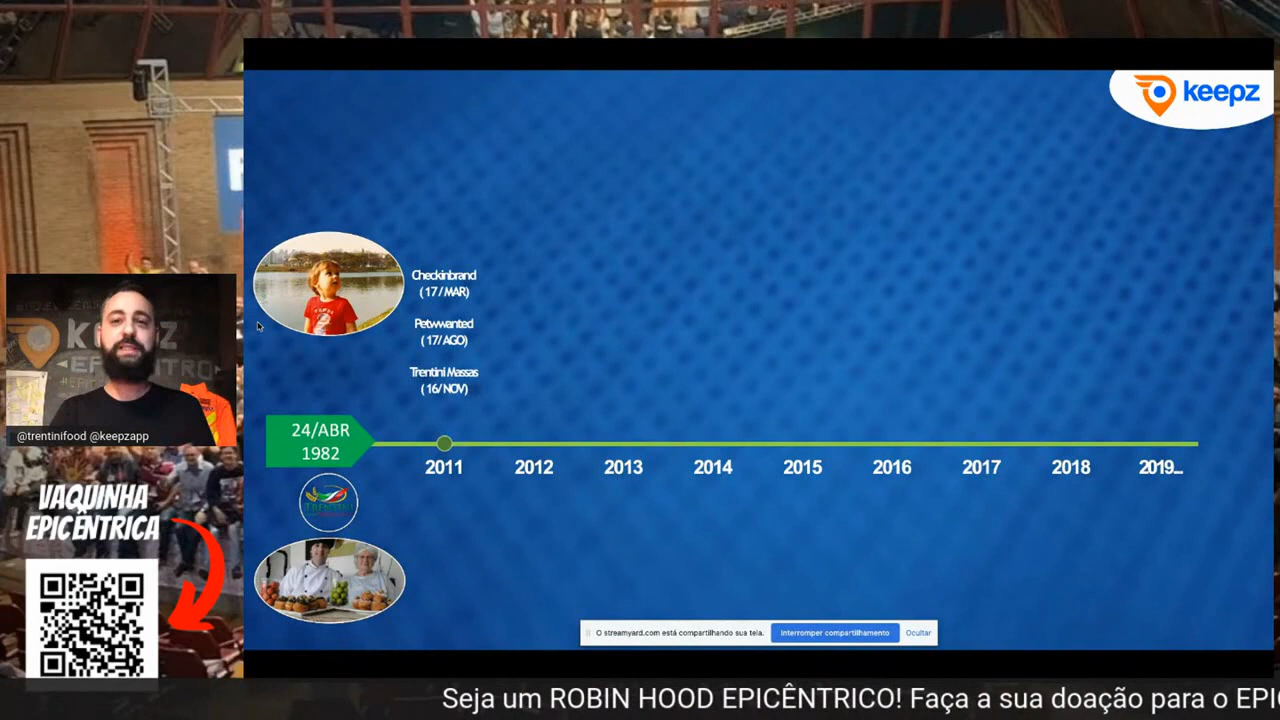 keepz
Checkinbrand
(17/MAR)
Petwwanted
(17/AGO)
Trentini Massas
(16/NOV)
KEEPZ
@trentinifood @keepzapp
24/ABR
1982
2011 2012 2013 2014 2015 2016 2017 2018 2019...
VAQUINHA
EPICÊNTRICA
O streamyard.com está compartilhando sua tela. Interromper compartilhamento Ocultar
Seja um ROBIN HOOD EPICÊNTRICO! Faça a sua doação para o EPI